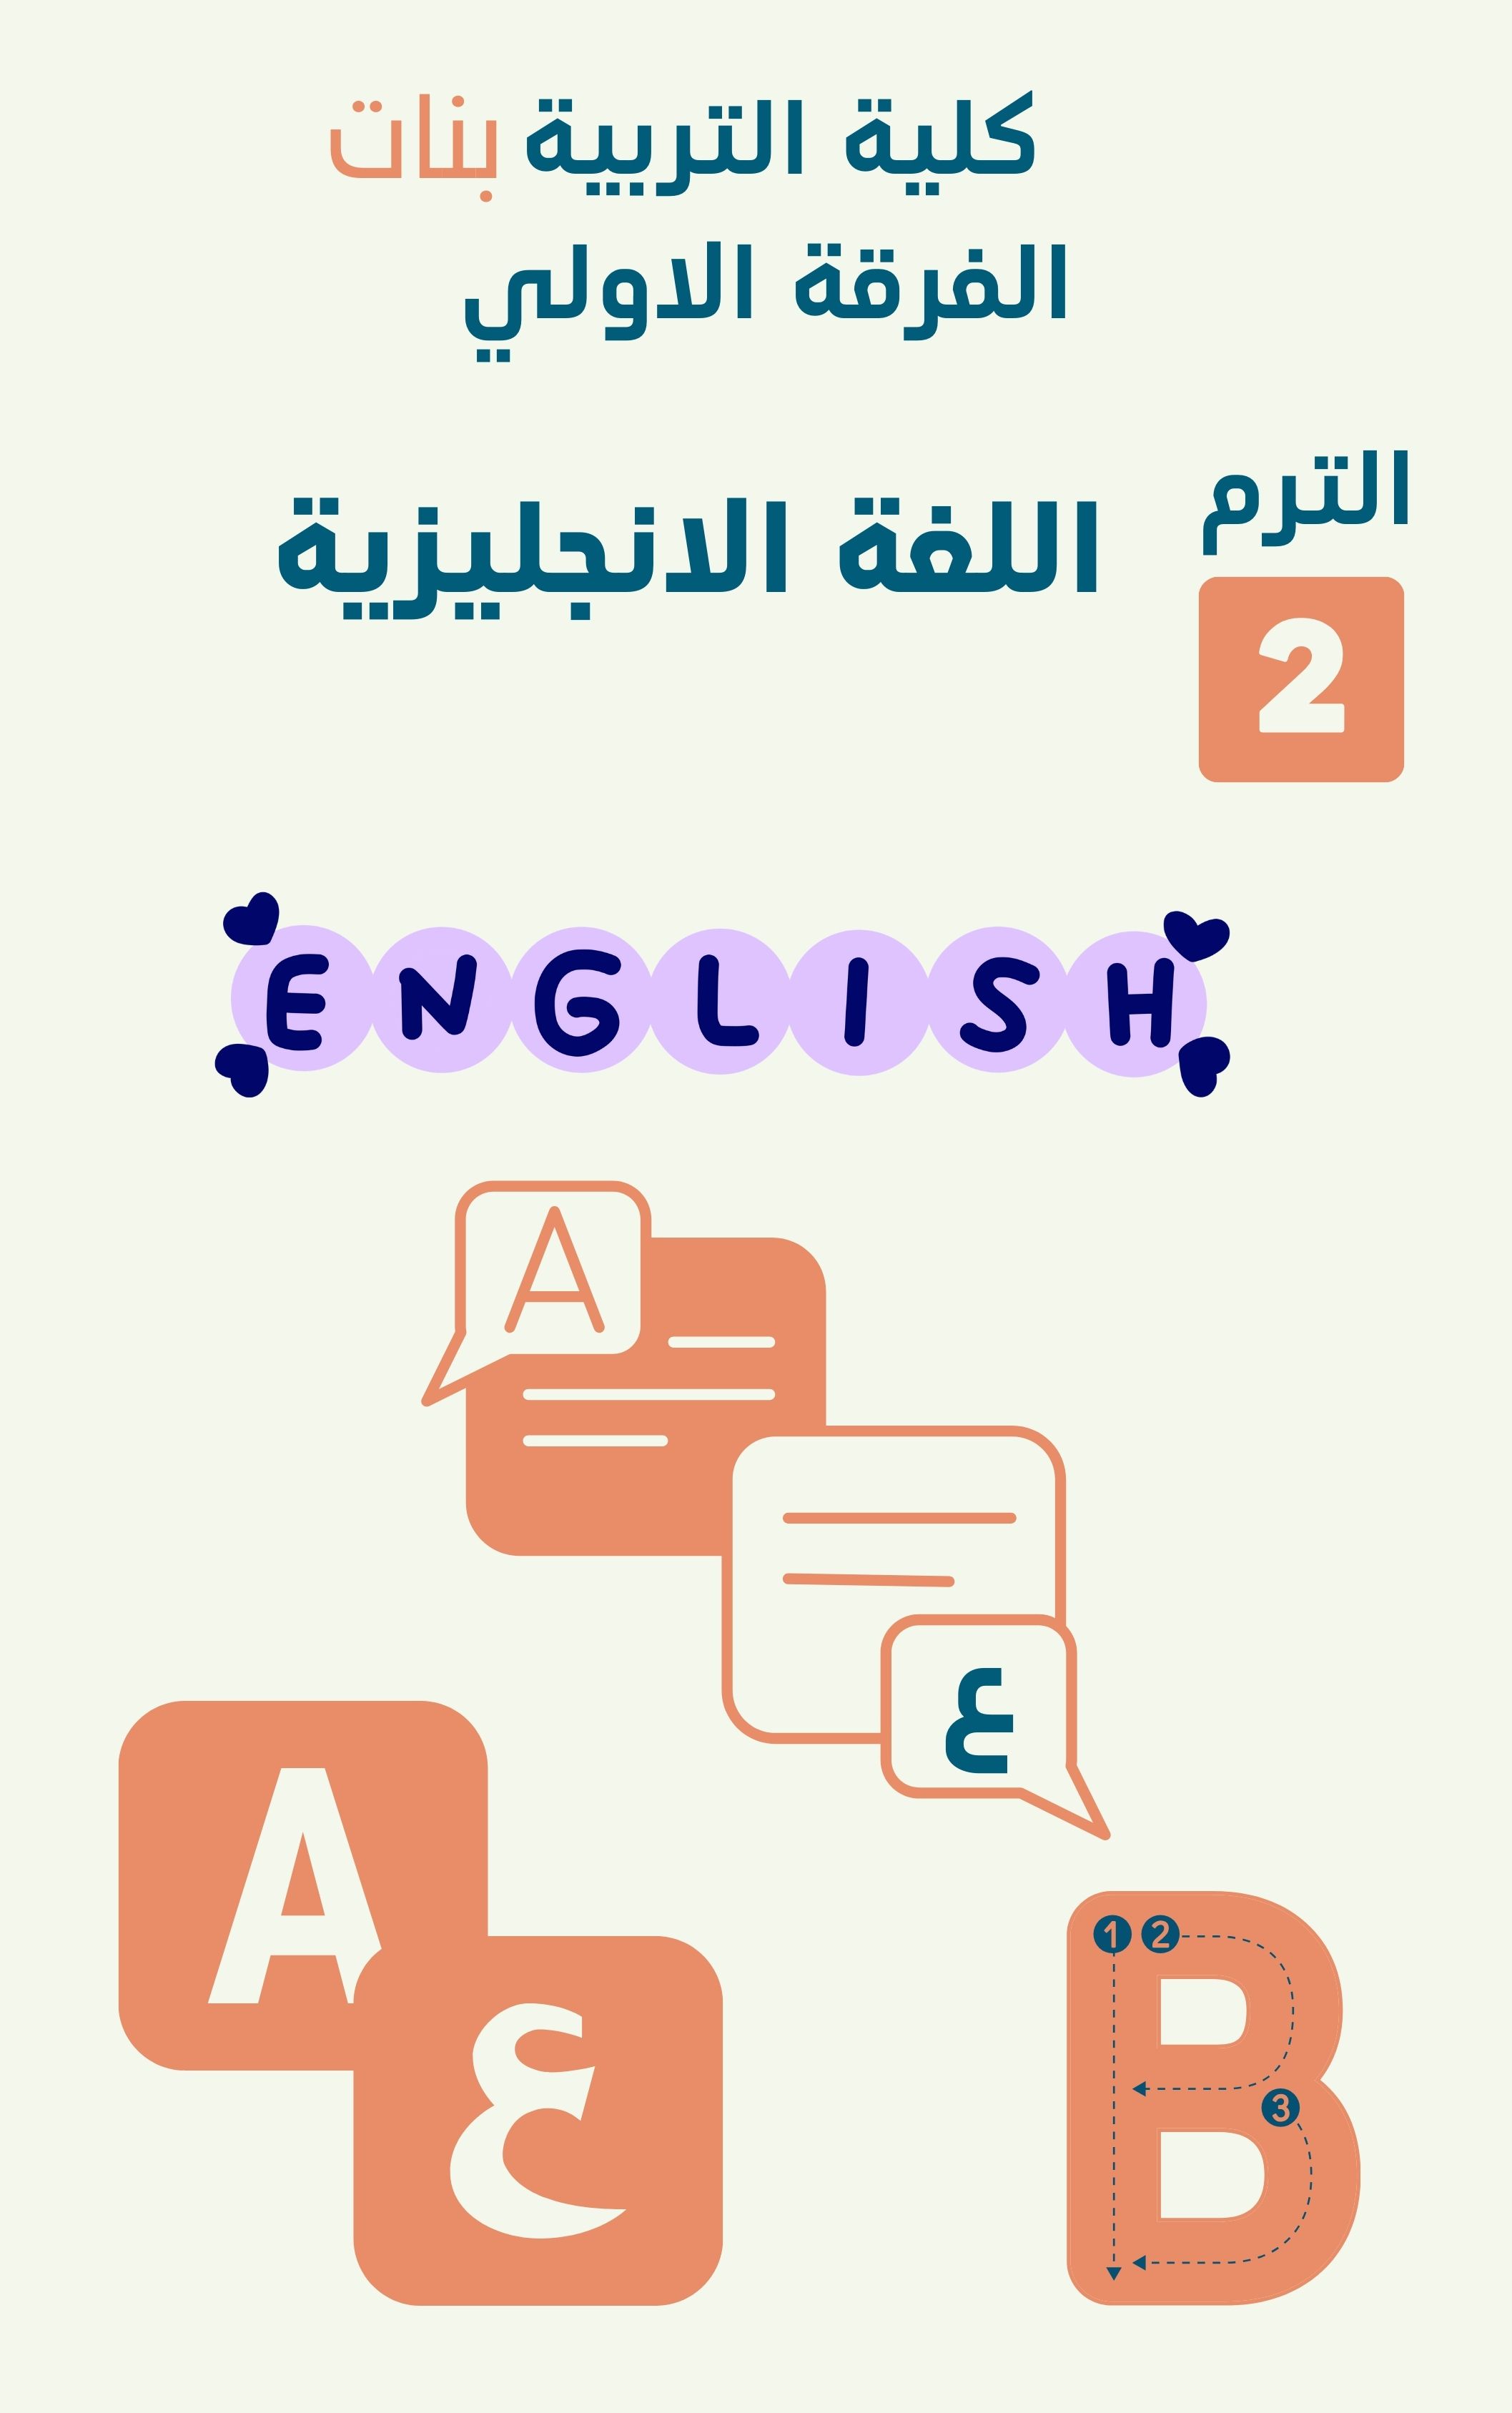 كلية التربية بنات
الفرقة الاولي
الترم
اللغة الانجليزية
2
ENGLISH
A
ع
A
ع
1 2
3
B